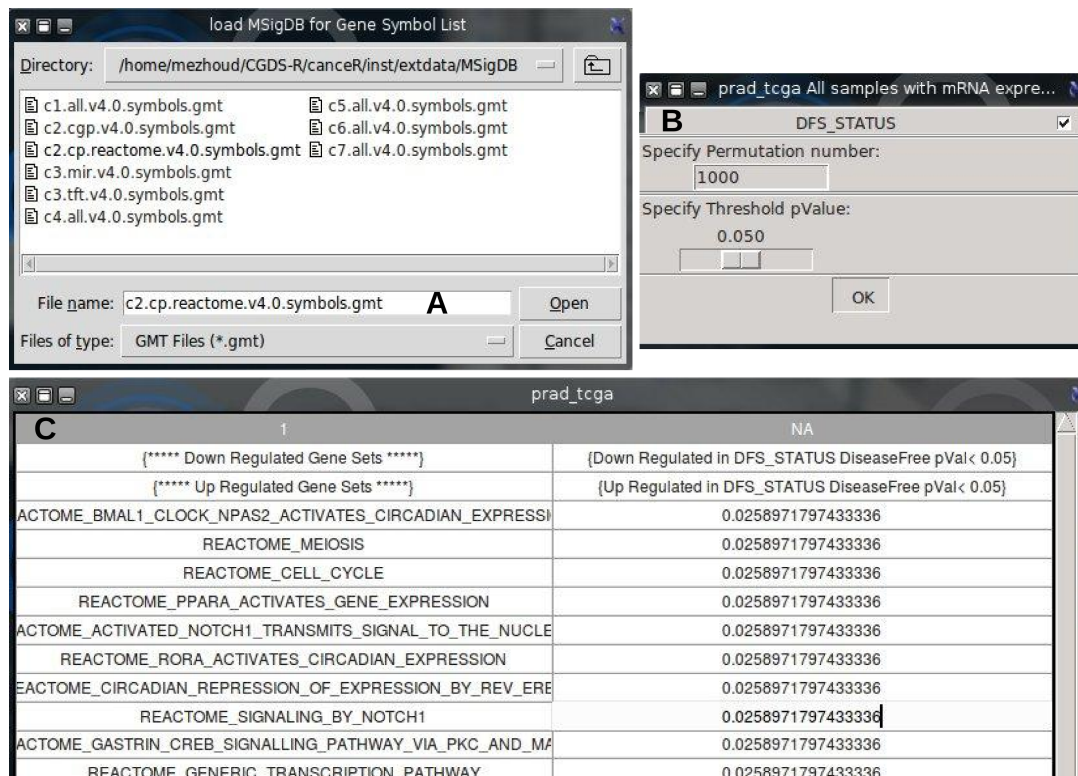 load MSigDB for Gene Symbol List
Directory: /home/mezhoud/CGDS-R/canceR/inst/extdata/MSigDB
c1.all.v4.0.symbols.gmt c5.all.v4.0.symbols.gmt
c2.cgp.v4.0.symbols.gmt c6.all.v4.0.symbols.gmt
c2.cp.reactome.v4.0.symbols.gmt c7.all.v4.0.symbols.gmt
c3.mir.v4.0.symbols.gmt
c3.tft.v4.0.symbols.gmt
c4.all.v4.0.symbols.gmt
File name: c2.cp.reactome.v4.0.symbols.gmt A Open
Files of type: GMT Files (*.gmt) Cancel
prad_tcga All samples with mRNA expre...
B DFS_STATUS
Specify Permutation number:
1000
Specify Threshold pValue:
0.050
OK
prad_tcga
C 1 NA
{***** Down Regulated Gene Sets *****} {Down Regulated in DFS_STATUS DiseaseFree pVal< 0.05}
{***** Up Regulated Gene Sets *****} {Up Regulated in DFS_STATUS DiseaseFree pVal< 0.05}
ACTOME_BMAL1_CLOCK_NPAS2_ACTIVATES_CIRCADIAN_EXPRESSI 0.0258971797433336
REACTOME_MEIOSIS 0.0258971797433336
REACTOME_CELL_CYCLE 0.0258971797433336
REACTOME_PPARA_ACTIVATES_GENE_EXPRESSION 0.0258971797433336
ACTOME_ACTIVATED_NOTCH1_TRANSMITS_SIGNAL_TO_THE_NUCLE 0.0258971797433336
REACTOME_RORA_ACTIVATES_CIRCADIAN_EXPRESSION 0.0258971797433336
EACTOME_CIRCADIAN_REPRESSION_OF_EXPRESSION_BY_REV_ERE 0.0258971797433336
REACTOME_SIGNALING_BY_NOTCH1 0.0258971797433336
ACTOME_GASTRIN_CREB_SIGNALLING_PATHWAY_VIA_PKC_AND_MA 0.0258971797433336
REACTOME_GENERIC_TRANSCRIPTION_PATHWAY 0.0258971797433336